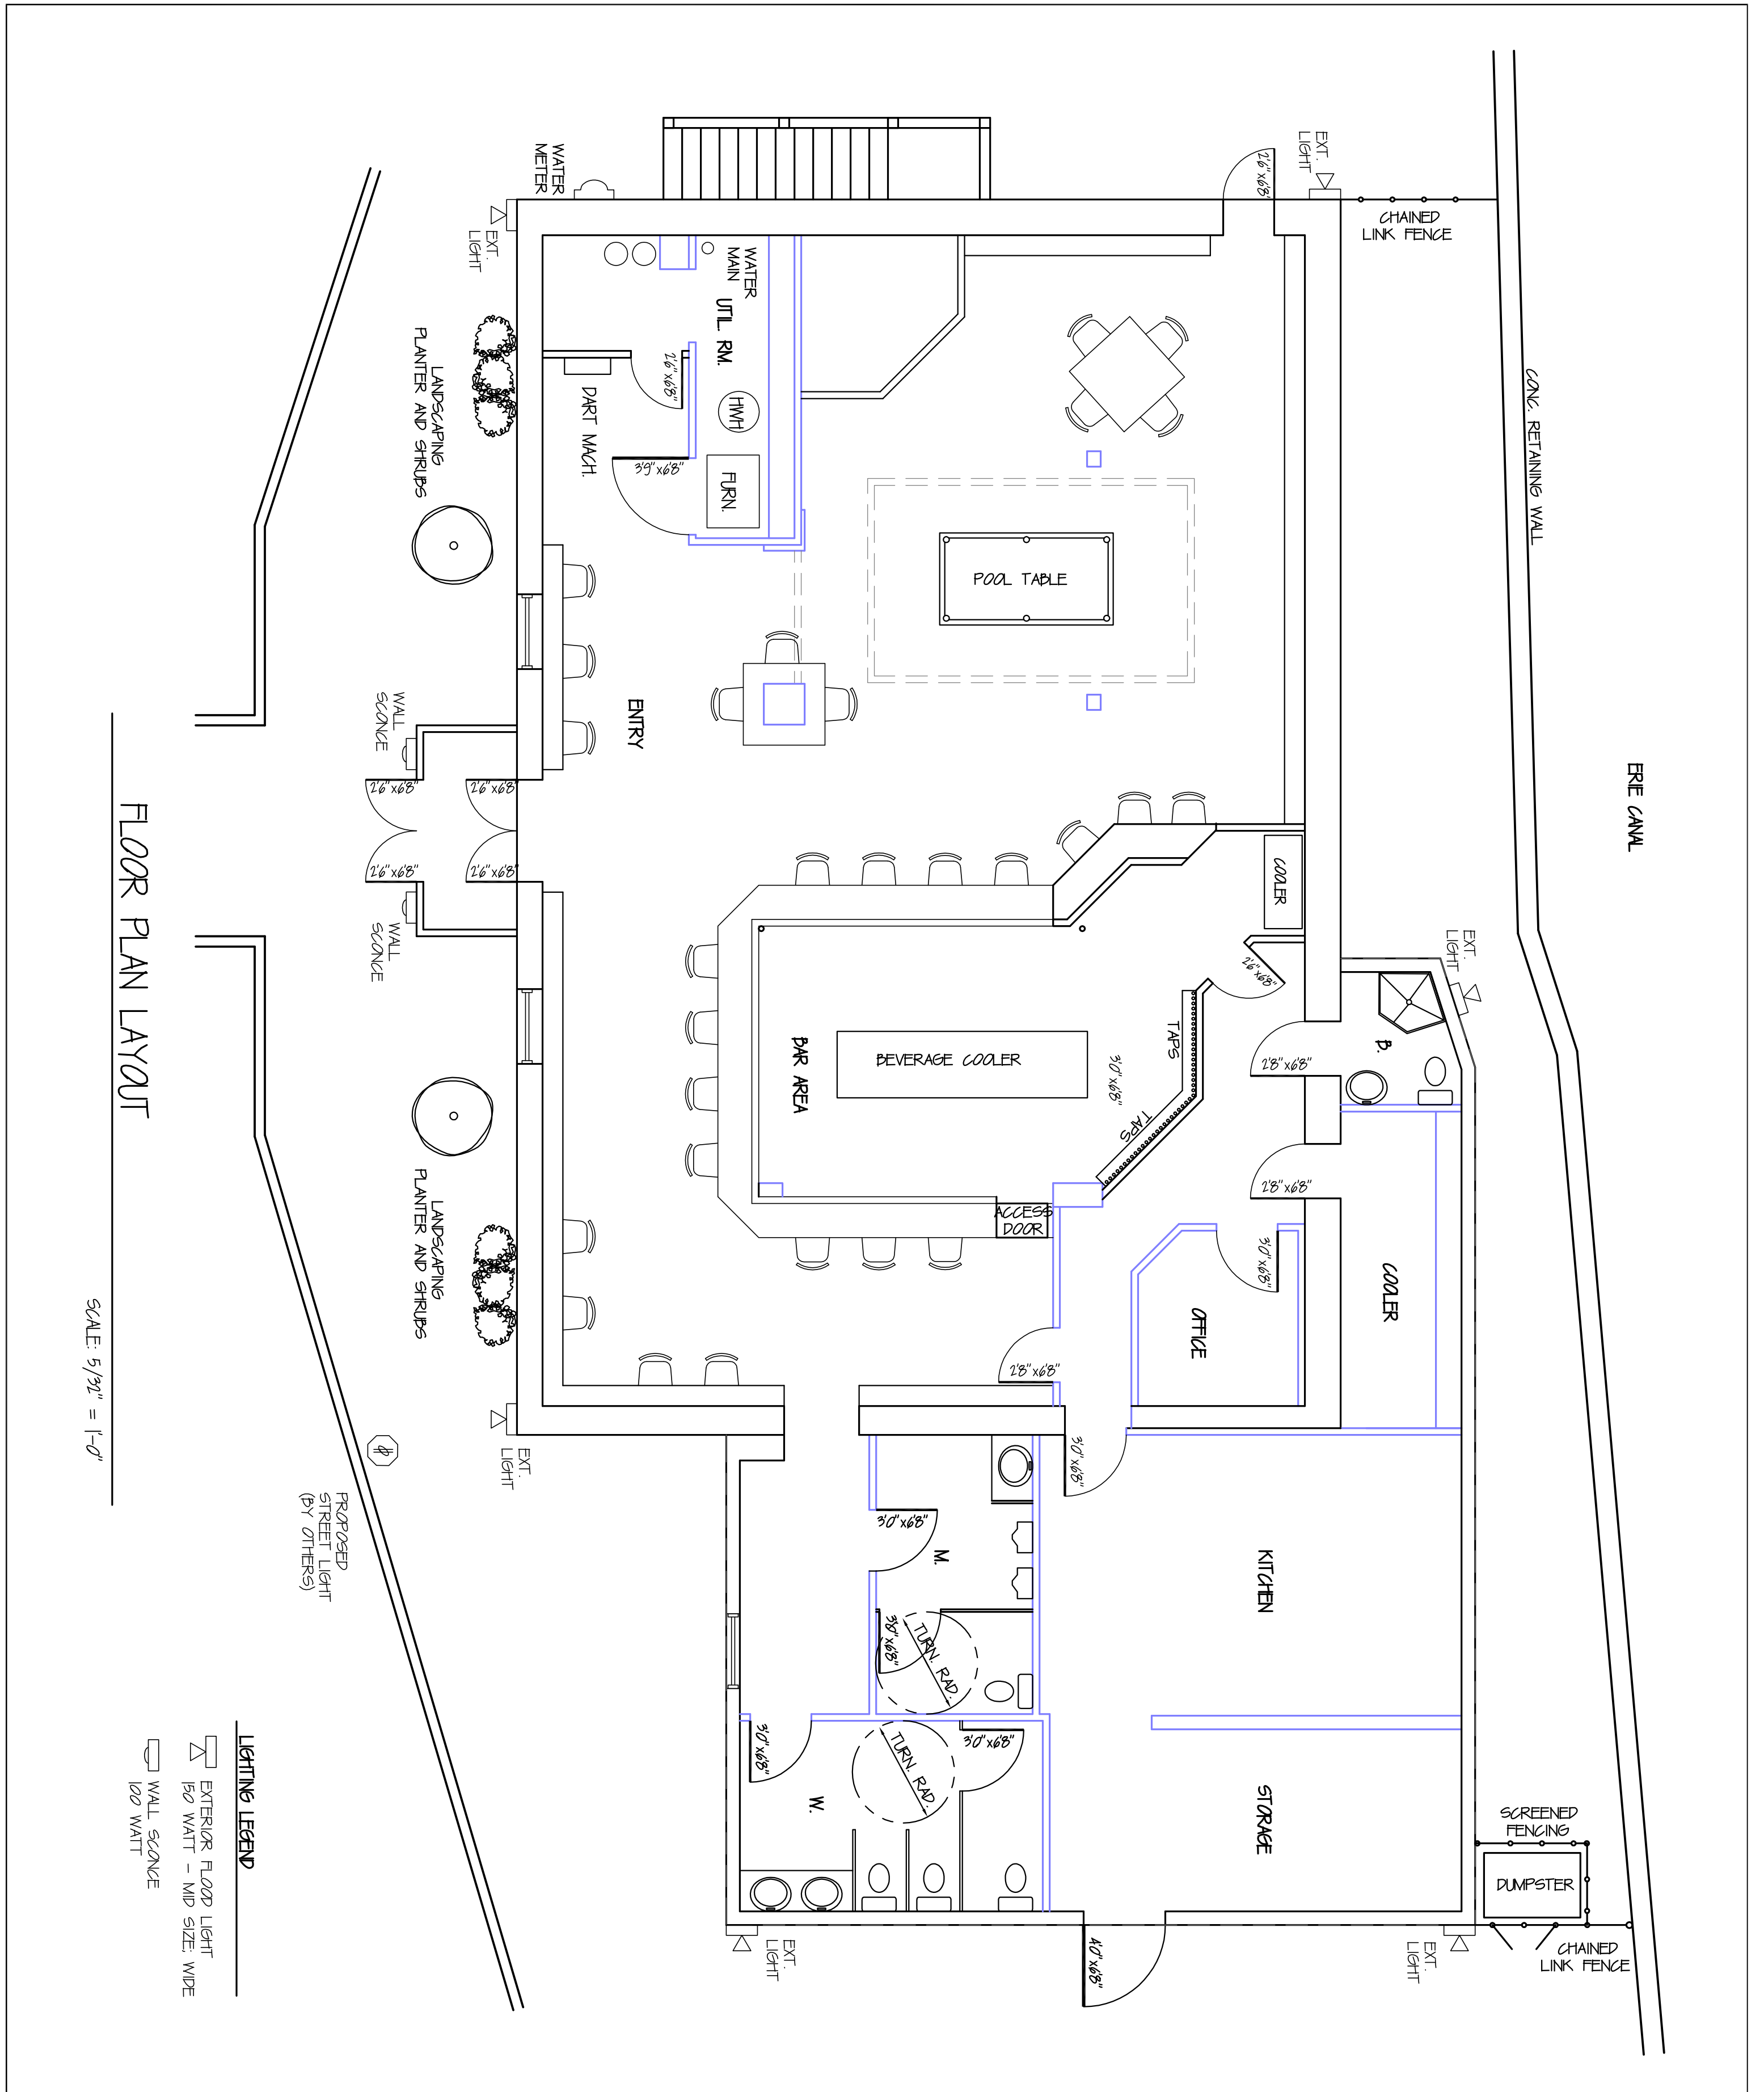 ERIE CANAL
CONC. RETAINING WALL
CHAINED
LINK FENCE
EXT.
LIGHT
2'6"x6'8"
WATER
METER
EXT.
LIGHT
WATER
MAIN
UTIL. RM.
2'6"x6'8"
HWH
FURN.
3'9"x6'8"
DART MACH.
LANDSCAPING
PLANTER AND SHRUBS
POOL TABLE
ENTRY
WALL
SCONCE
2'6"x6'8"
2'6"x6'8"
2'6"x6'8"
2'6"x6'8"
WALL
SCONCE
COOLER
2'6"x6'8"
EXT.
LIGHT
B.
2'8"x6'8"
TAPS
3'0"x6'8"
TAPS
BEVERAGE COOLER
BAR AREA
2'8"x6'8"
ACCESS
DOOR
3'0"x6'8"
OFFICE
COOLER
2'8"x6'8"
LANDSCAPING
PLANTER AND SHRUBS
EXT.
LIGHT
3'0"x6'8"
3'0"x6'8"
M.
3'0"x6'8"
TURN. RAD.
KITCHEN
3'0"x6'8"
3'0"x6'8"
TURN. RAD.
W.
STORAGE
SCREENED
FENCING
DUMPSTER
CHAINED
LINK FENCE
EXT.
LIGHT
4'0"x6'8"
EXT.
LIGHT
PROPOSED
STREET LIGHT
(BY OTHERS)
FLOOR PLAN LAYOUT
SCALE: 5/32" = 1'-0"
LIGHTING LEGEND
EXTERIOR FLOOD LIGHT
150 WATT - MID SIZE; WIDE
WALL SCONCE
100 WATT